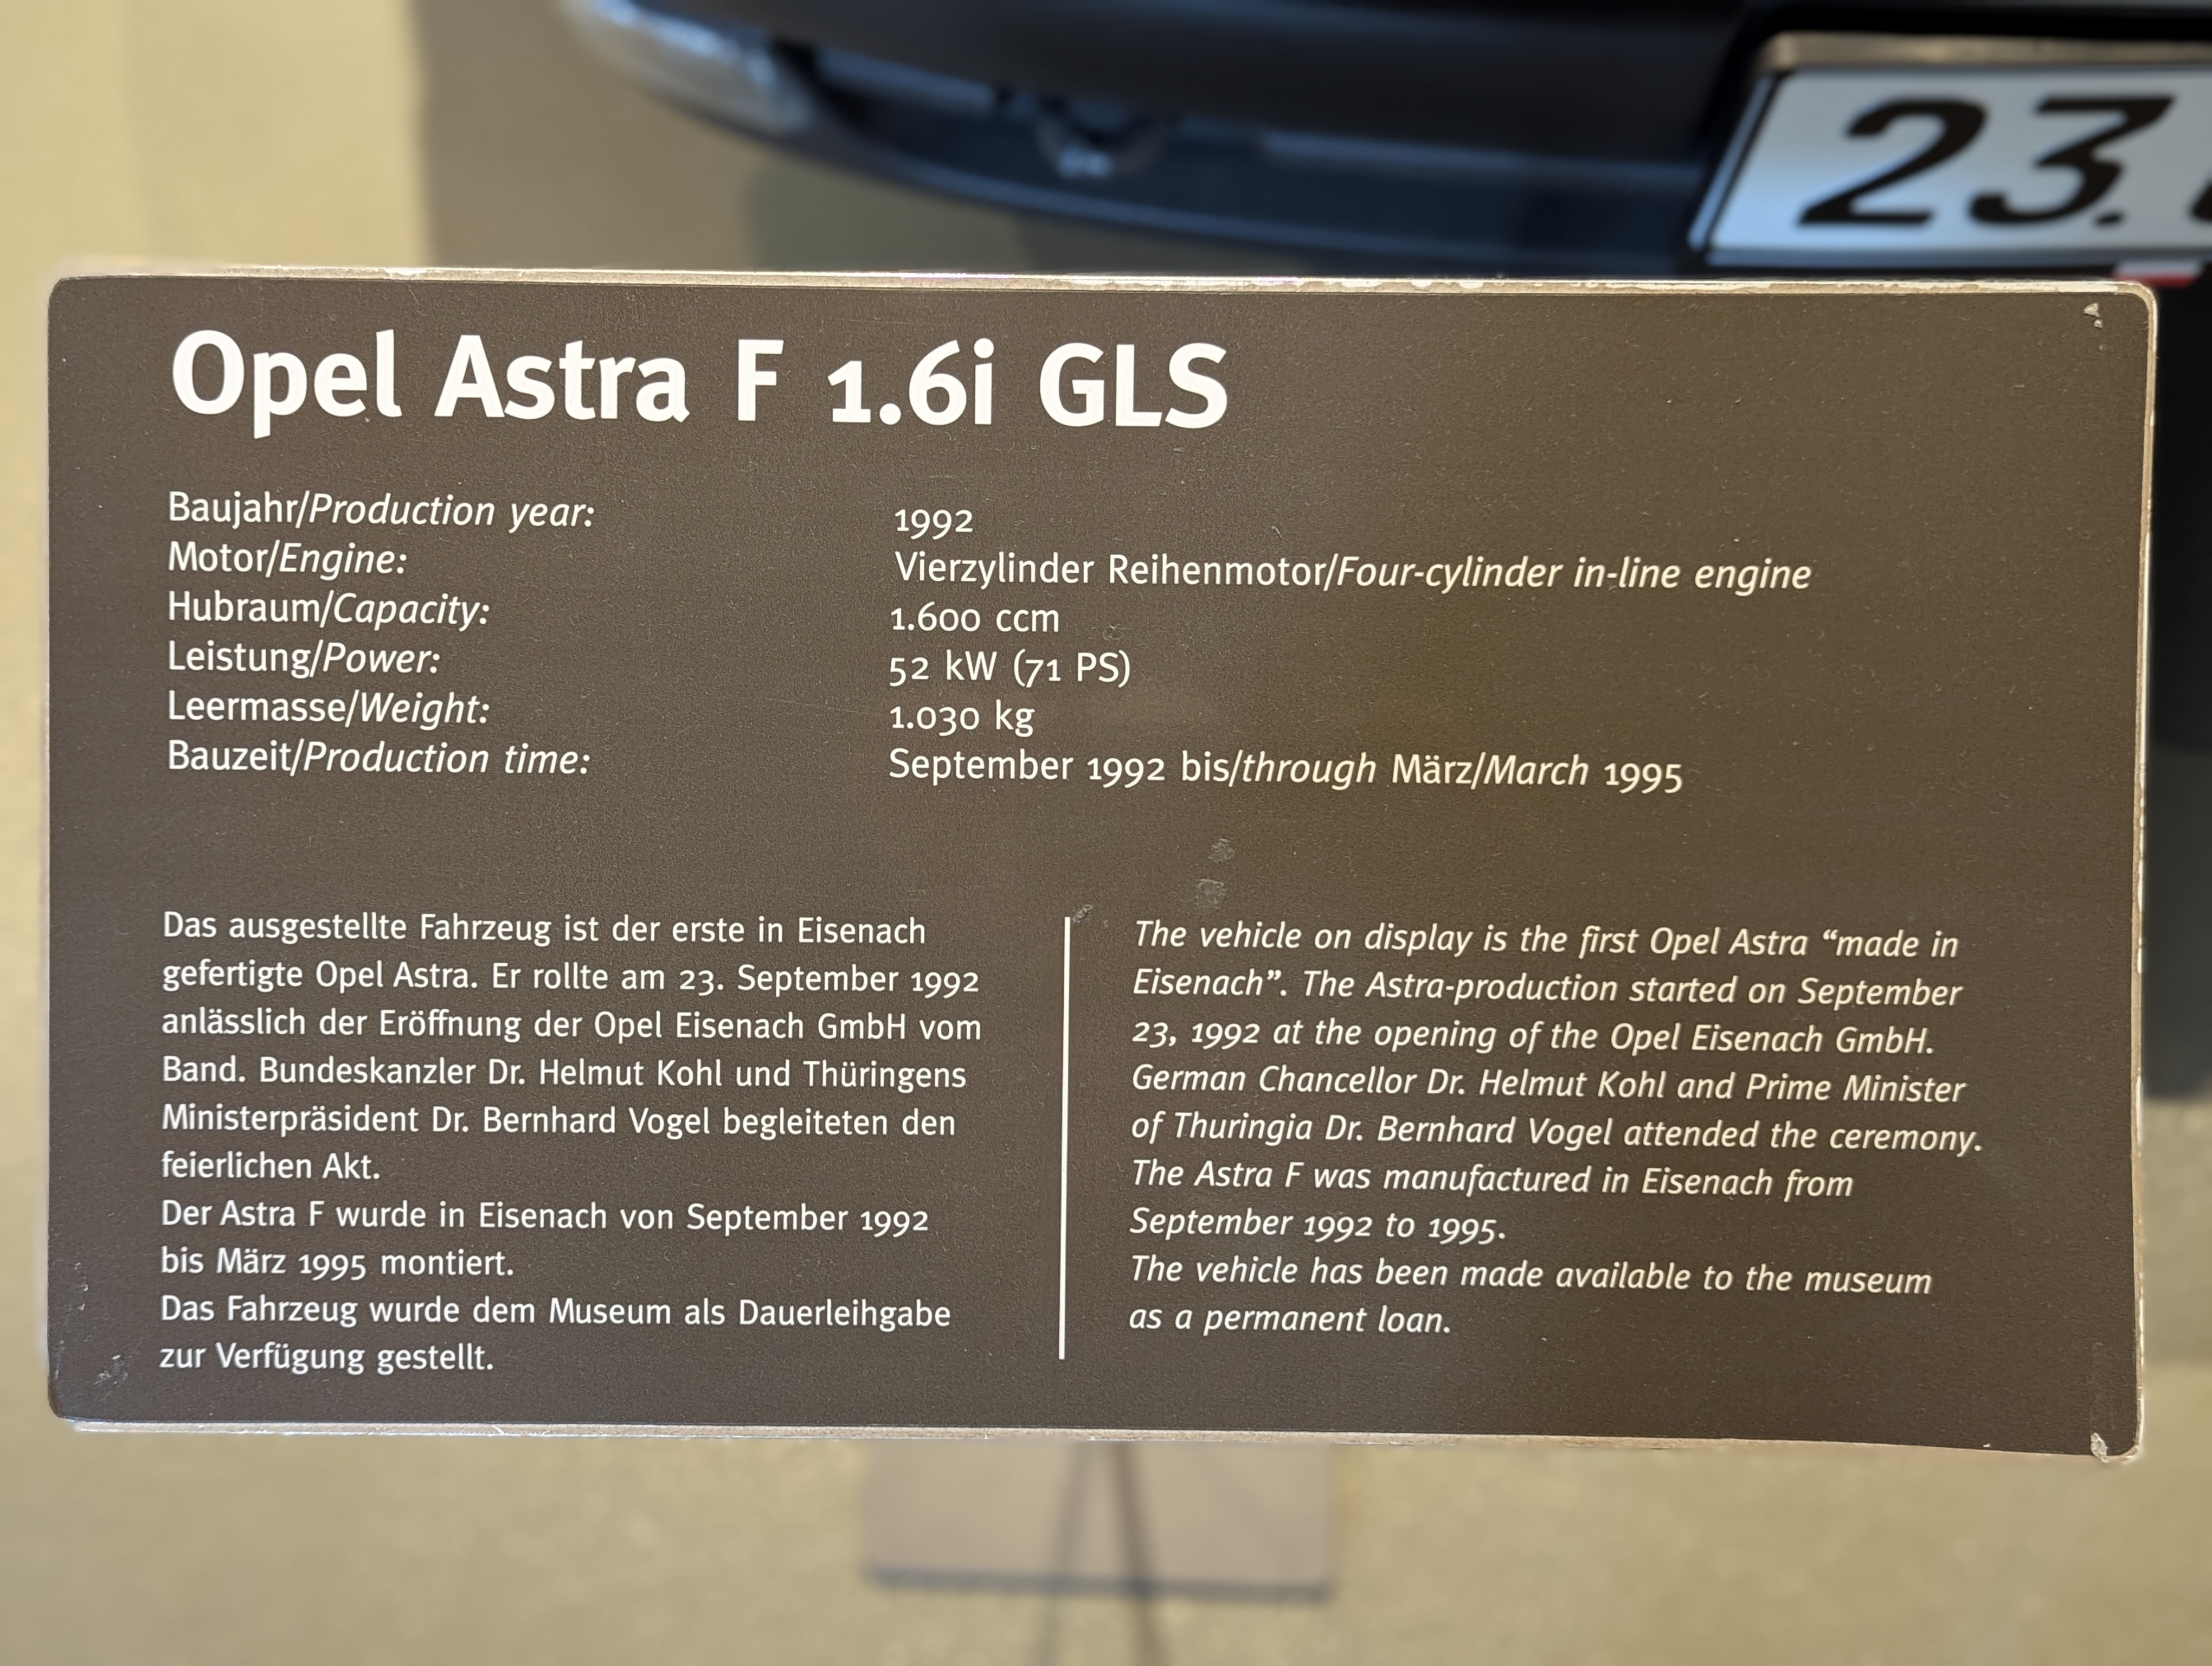 23.
Opel Astra F 1.6i GLS
Baujahr/Production year: 1992
Motor/Engine: Vierzylinder Reihenmotor/Four-cylinder in-line engine
Hubraum/Capacity: 1.600 ccm
Leistung/Power: 52 kW (71 PS)
Leermasse/Weight: 1.030 kg
Bauzeit/Production time: September 1992 bis/through März/March 1995
Das ausgestellte Fahrzeug ist der erste in Eisenach
gefertigte Opel Astra. Er rollte am 23. September 1992
anlässlich der Eröffnung der Opel Eisenach GmbH vom
Band. Bundeskanzler Dr. Helmut Kohl und Thüringens
Ministerpräsident Dr. Bernhard Vogel begleiteten den
feierlichen Akt.
Der Astra F wurde in Eisenach von September 1992
bis März 1995 montiert.
Das Fahrzeug wurde dem Museum als Dauerleihgabe
zur Verfügung gestellt.
The vehicle on display is the first Opel Astra “made in
Eisenach”. The Astra-production started on September
23, 1992 at the opening of the Opel Eisenach GmbH.
German Chancellor Dr. Helmut Kohl and Prime Minister
of Thuringia Dr. Bernhard Vogel attended the ceremony.
The Astra F was manufactured in Eisenach from
September 1992 to 1995.
The vehicle has been made available to the museum
as a permanent loan.